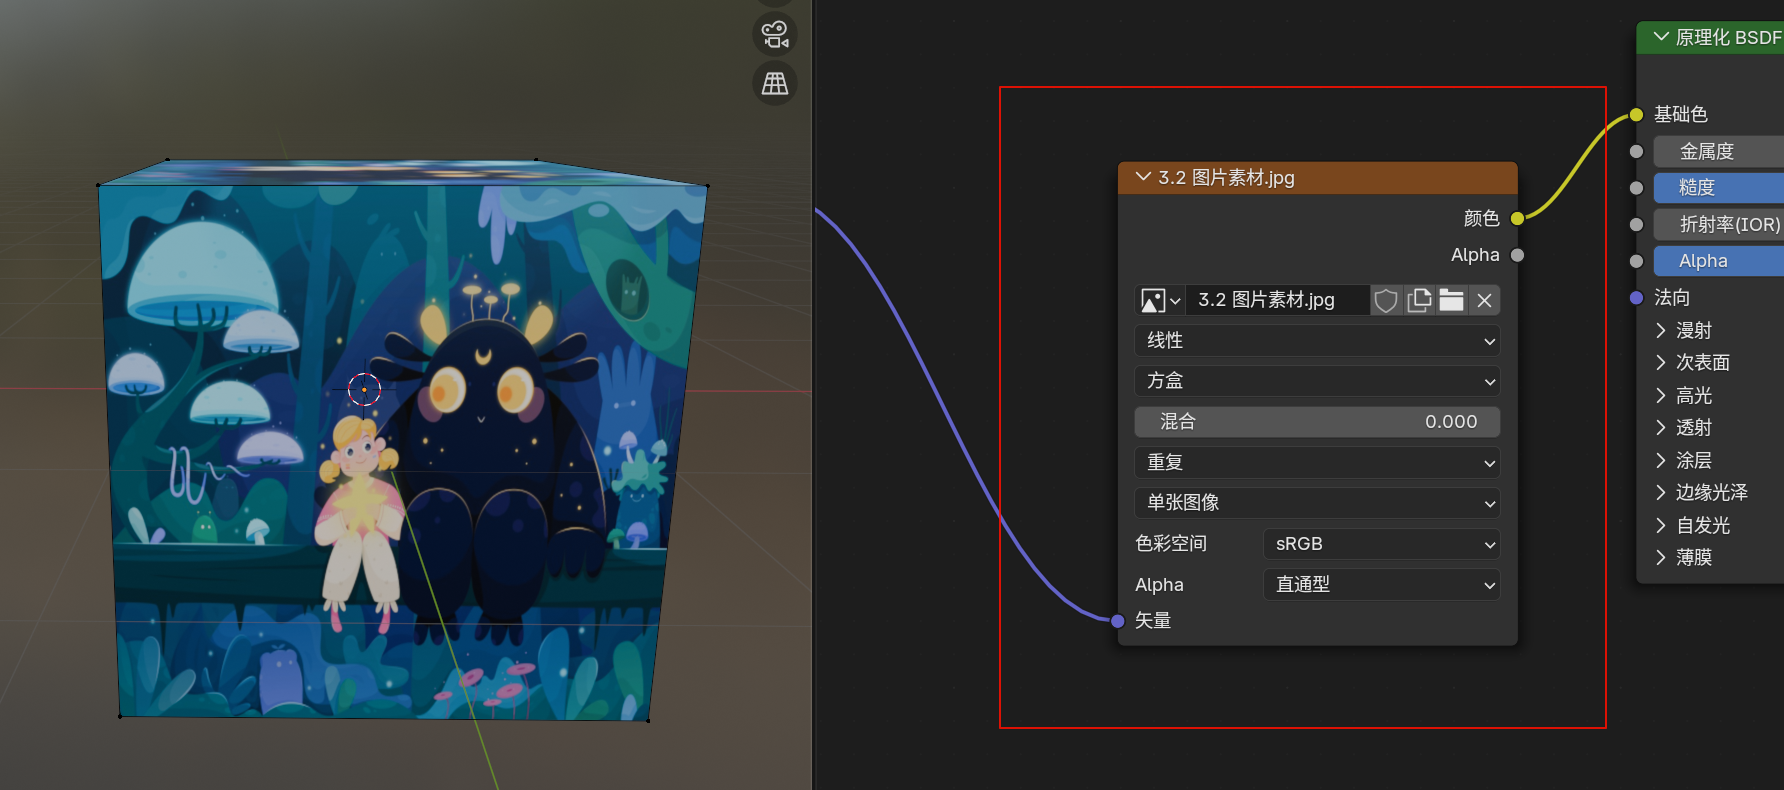 3.2 图片素材.jpg
颜色
Alpha
3.2 图片素材.jpg
线性
方盒
混合 0.000
重复
单张图像
色彩空间 sRGB
Alpha 直通型
矢量
原理化 BSDF
基础色
金属度
糙度
折射率(IOR)
Alpha
法向
漫射
次表面
高光
透射
涂层
边缘光泽
自发光
薄膜